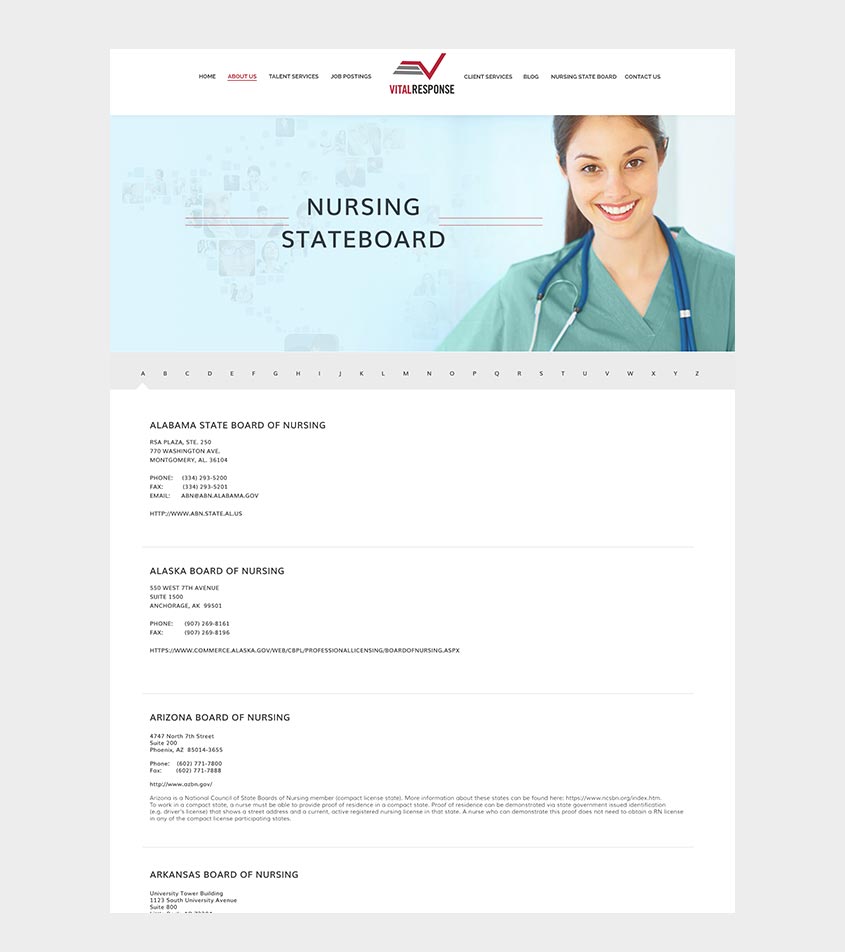 HOME ABOUT US TALENT SERVICES JOB POSTINGS VITALRESPONSE CLIENT SERVICES BLOG NURSING STATE BOARD CONTACT US
NURSING
STATEBOARD
A B C D E F G H I J K L M N O P Q R S T U V W X Y Z
ALABAMA STATE BOARD OF NURSING
RSA PLAZA, STE. 250
770 WASHINGTON AVE.
MONTGOMERY, AL. 36104
PHONE: (334) 293-5200
FAX: (334) 293-5201
EMAIL: ABN@ABN.ALABAMA.GOV
HTTP://WWW.ABN.STATE.AL.US
ALASKA BOARD OF NURSING
550 WEST 7TH AVENUE
SUITE 1500
ANCHORAGE, AK 99501
PHONE: (907) 269-8161
FAX: (907) 269-8196
HTTPS://WWW.COMMERCE.ALASKA.GOV/WEB/CBPL/PROFESSIONALLICENSING/BOARDOFNURSING.ASPX
ARIZONA BOARD OF NURSING
4747 North 7th Street
Suite 200
Phoenix, AZ 85014-3655
Phone: (602) 771-7800
Fax: (602) 771-7888
http://www.azbn.gov/
Arizona is a National Council of State Boards of Nursing member (compact license state). More information about these states can be found here: https://www.ncsbn.org/index.htm.
To work in a compact state, a nurse must be able to provide proof of residence in a compact state. Proof of residence can be demonstrated via state government issued identification
(e.g. driver's license) that shows a street address and a current, active registered nursing license in that state. A nurse who can demonstrate this proof does not need to obtain a RN license
in any of the compact license participating states.
ARKANSAS BOARD OF NURSING
University Tower Building
1123 South University Avenue
Suite 800